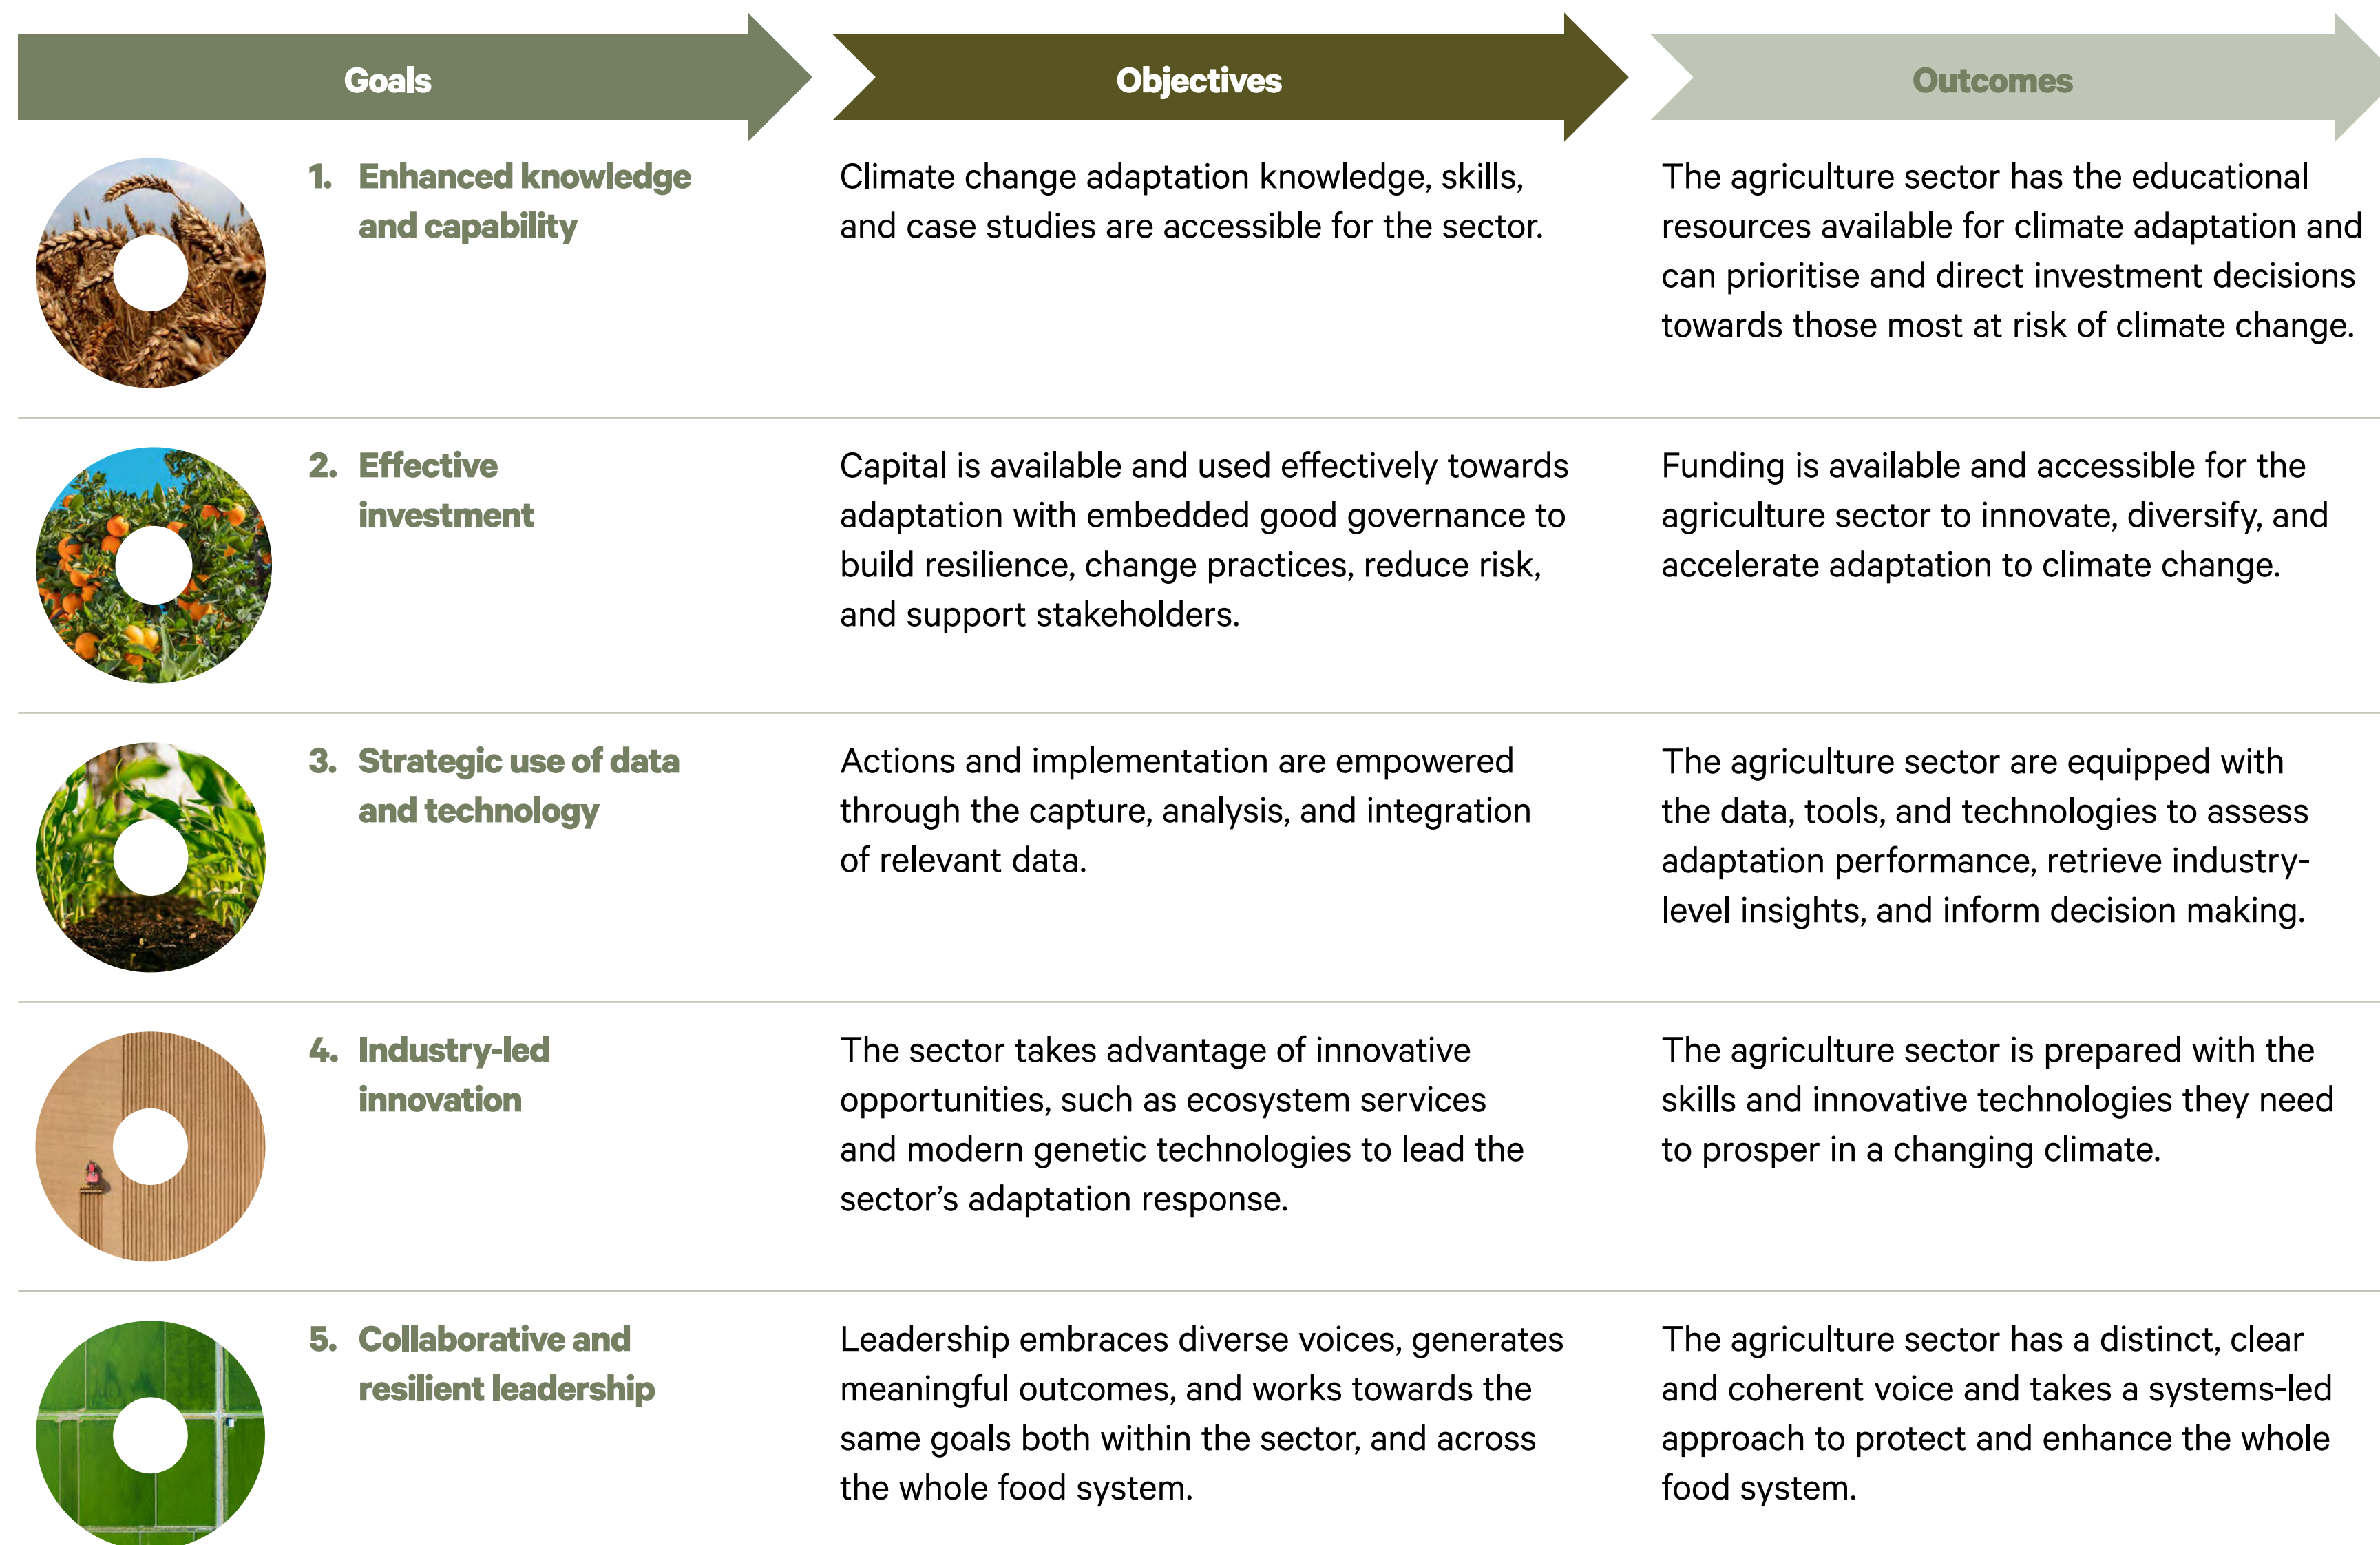 Goals
Objectives
Outcomes
1. Enhanced knowledge
and capability
Climate change adaptation knowledge, skills,
and case studies are accessible for the sector.
The agriculture sector has the educational
resources available for climate adaptation and
can prioritise and direct investment decisions
towards those most at risk of climate change.
2. Effective
investment
Capital is available and used effectively towards
adaptation with embedded good governance to
build resilience, change practices, reduce risk,
and support stakeholders.
Funding is available and accessible for the
agriculture sector to innovate, diversify, and
accelerate adaptation to climate change.
3. Strategic use of data
and technology
Actions and implementation are empowered
through the capture, analysis, and integration
of relevant data.
The agriculture sector are equipped with
the data, tools, and technologies to assess
adaptation performance, retrieve industry-
level insights, and inform decision making.
4. Industry-led
innovation
The sector takes advantage of innovative
opportunities, such as ecosystem services
and modern genetic technologies to lead the
sector’s adaptation response.
The agriculture sector is prepared with the
skills and innovative technologies they need
to prosper in a changing climate.
5. Collaborative and
resilient leadership
Leadership embraces diverse voices, generates
meaningful outcomes, and works towards the
same goals both within the sector, and across
the whole food system.
The agriculture sector has a distinct, clear
and coherent voice and takes a systems-led
approach to protect and enhance the whole
food system.